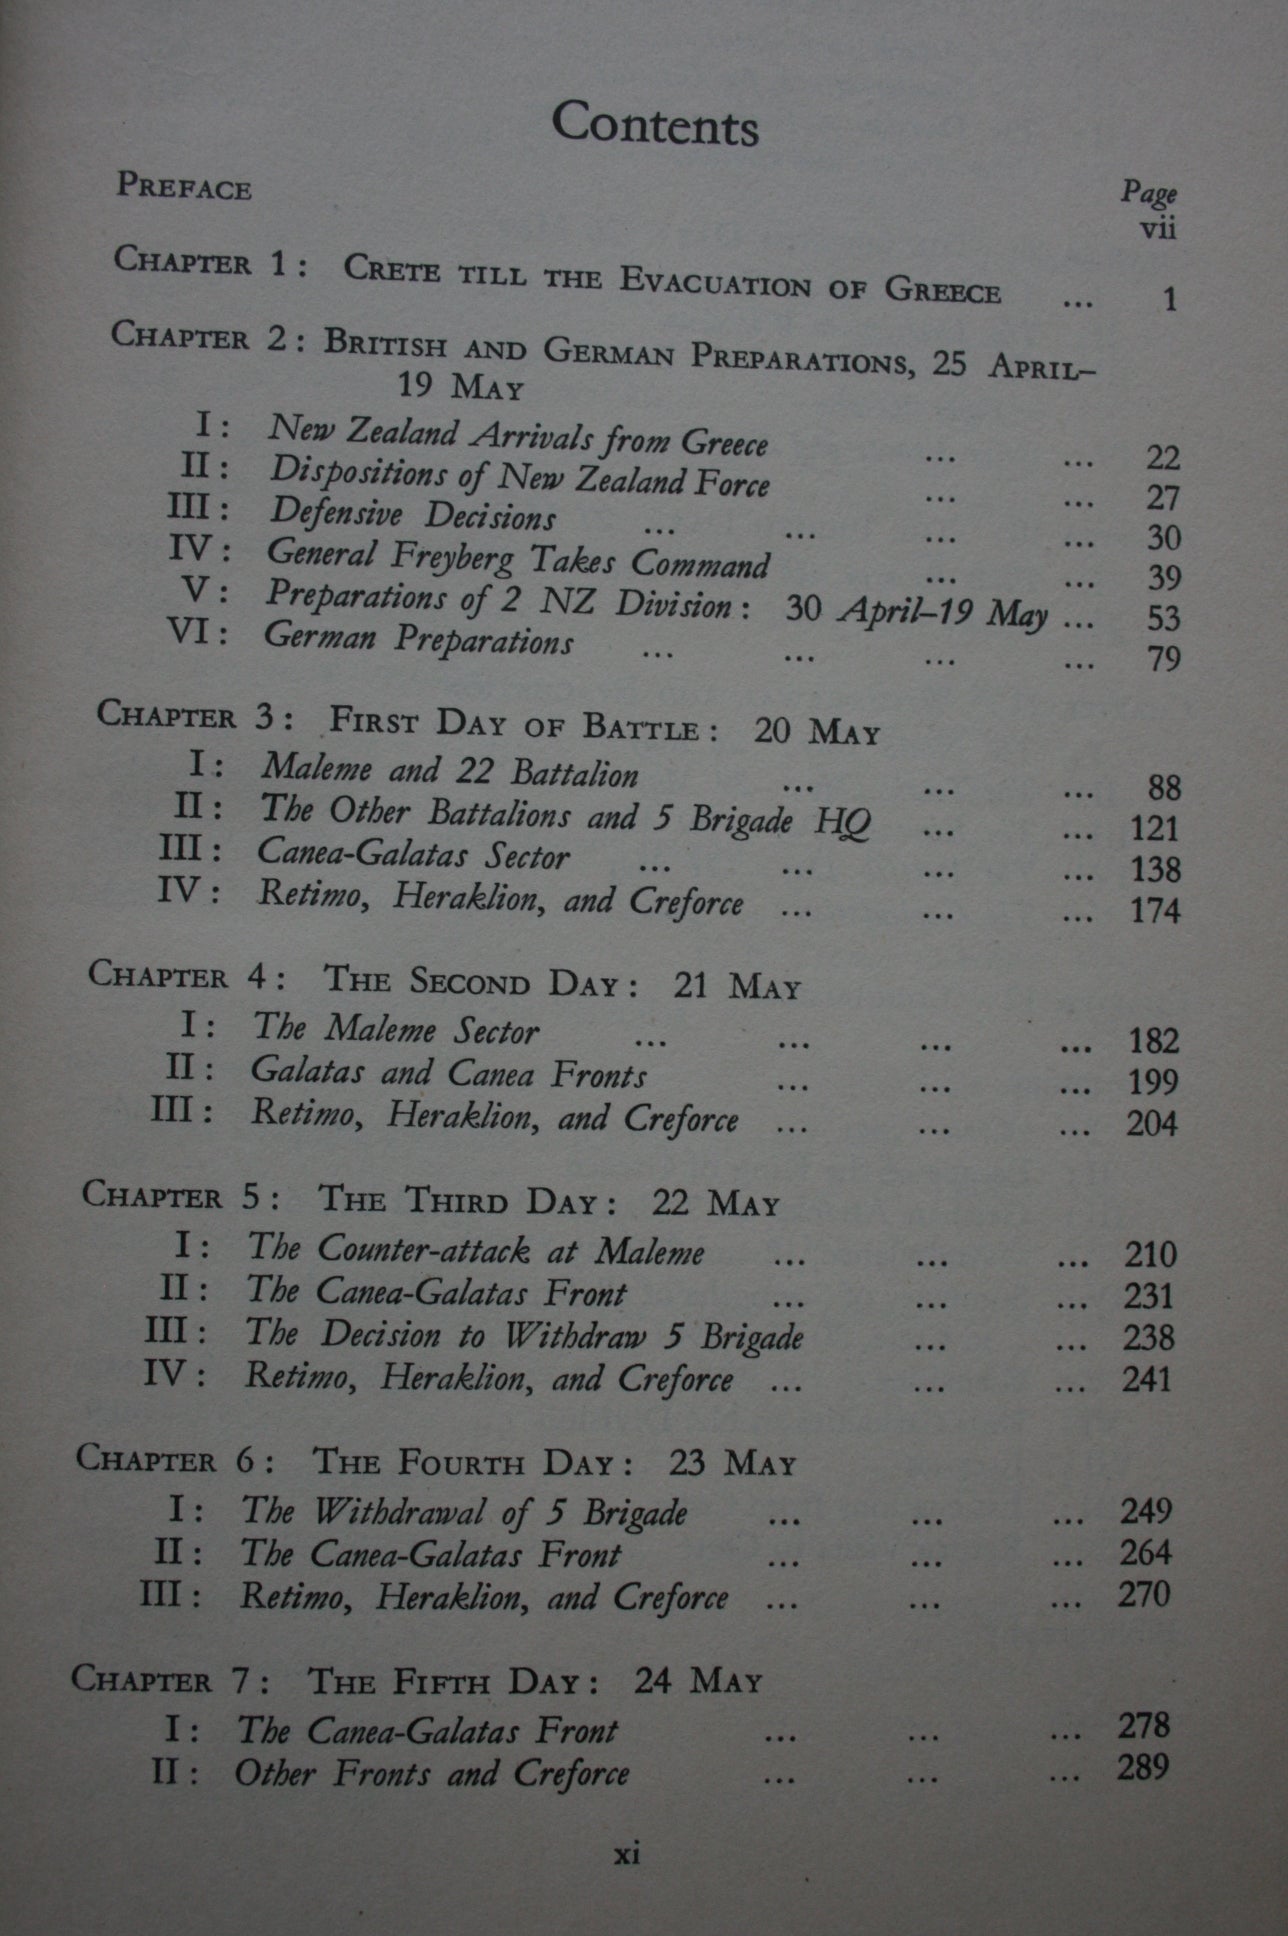 Contents
PREFACE Page
vii
CHAPTER 1 : CRETE TILL THE EVACUATION OF GREECE ... 1
CHAPTER 2 : BRITISH AND GERMAN PREPARATIONS, 25 APRIL–
19 MAY
I : New Zealand Arrivals from Greece ... ... 22
II : Dispositions of New Zealand Force ... ... 27
III : Defensive Decisions ... ... ... ... 30
IV : General Freyberg Takes Command ... ... 39
V : Preparations of 2 NZ Division : 30 April–19 May ... 53
VI : German Preparations ... ... ... ... 79
CHAPTER 3 : FIRST DAY OF BATTLE : 20 MAY
I : Maleme and 22 Battalion ... ... ... 88
II : The Other Battalions and 5 Brigade HQ ... ... 121
III : Canea-Galatas Sector ... ... ... ... 138
IV : Retimo, Heraklion, and Creforce ... ... ... 174
CHAPTER 4 : THE SECOND DAY : 21 MAY
I : The Maleme Sector ... ... ... ... 182
II : Galatas and Canea Fronts ... ... ... 199
III : Retimo, Heraklion, and Creforce ... ... ... 204
CHAPTER 5 : THE THIRD DAY : 22 MAY
I : The Counter-attack at Maleme ... ... ... 210
II : The Canea-Galatas Front ... ... ... 231
III : The Decision to Withdraw 5 Brigade ... ... 238
IV : Retimo, Heraklion, and Creforce ... ... ... 241
CHAPTER 6 : THE FOURTH DAY : 23 MAY
I : The Withdrawal of 5 Brigade ... ... ... 249
II : The Canea-Galatas Front ... ... ... 264
III : Retimo, Heraklion, and Creforce ... ... ... 270
CHAPTER 7 : THE FIFTH DAY : 24 MAY
I : The Canea-Galatas Front ... ... ... 278
II : Other Fronts and Creforce ... ... ... 289
xi